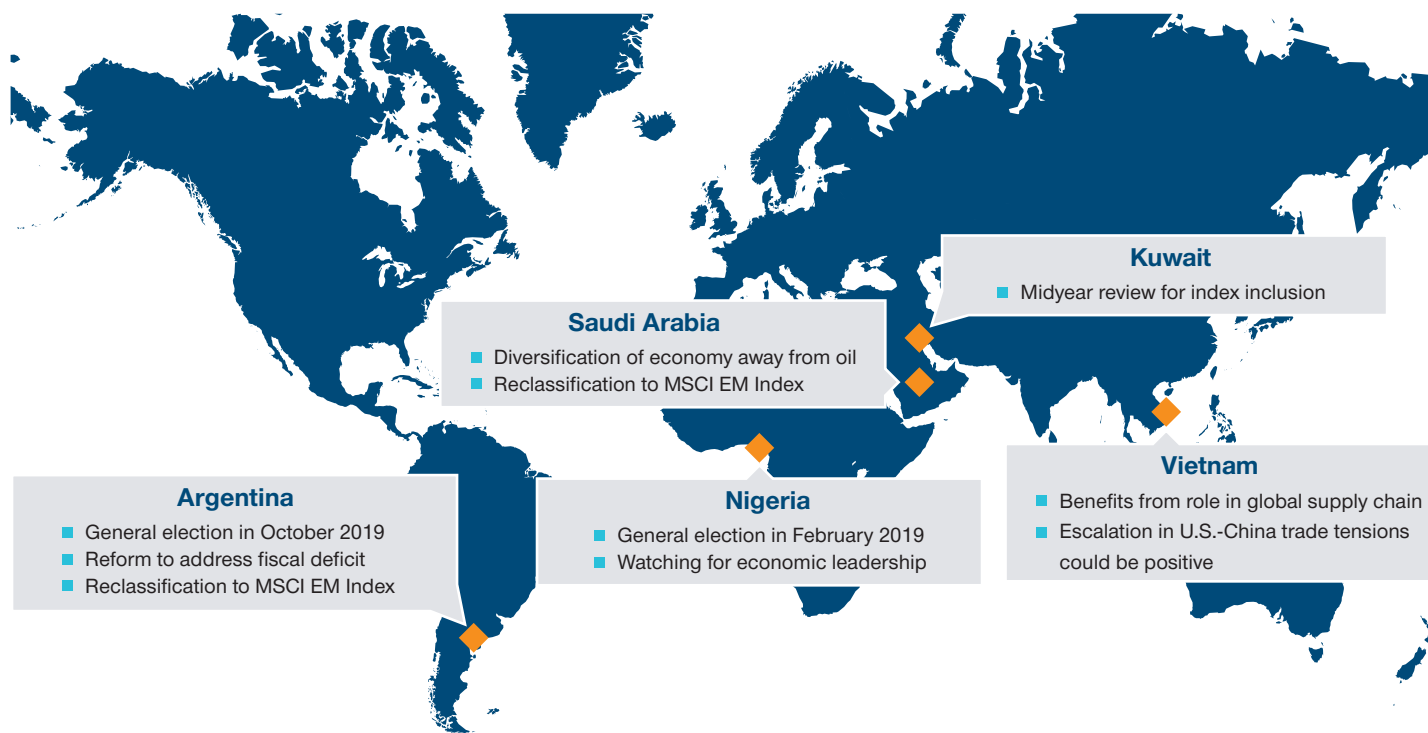 Kuwait
Midyear review for index inclusion
Saudi Arabia
Diversification of economy away from oil
Reclassification to MSCI EM Index
Argentina
General election in October 2019
Reform to address fiscal deficit
Reclassification to MSCI EM Index
Nigeria
General election in February 2019
Watching for economic leadership
Vietnam
Benefits from role in global supply chain
Escalation in U.S.-China trade tensions
could be positive